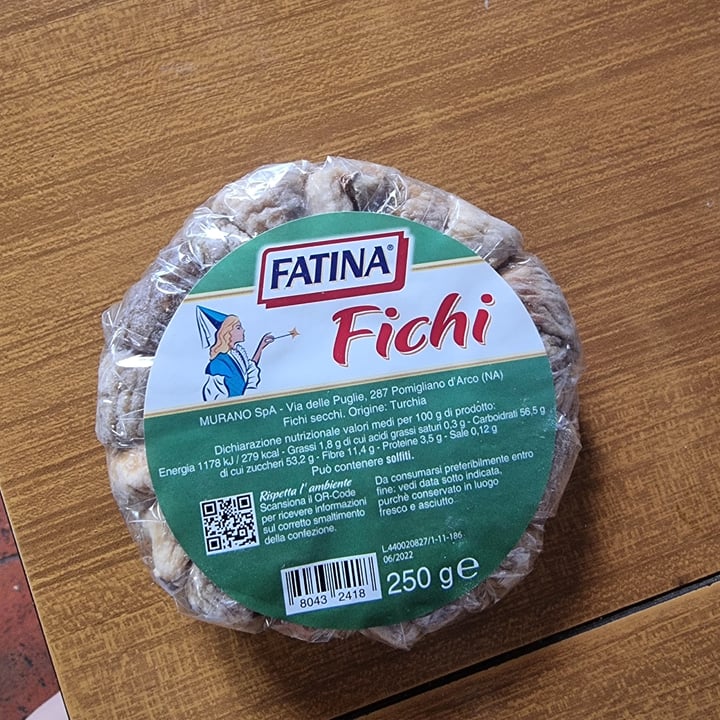 FATINA®
Fichi
MURANO SpA - Via delle Puglie, 287 Pomigliano d'Arco (NA)
Fichi secchi. Origine: Turchia
Dichiarazione nutrizionale valori medi per 100 g di prodotto:
Energia 1178 kJ / 279 kcal - Grassi 1,8 g di cui acidi grassi saturi 0,3 g - Carboidrati 56,5 g
di cui zuccheri 53,2 g - Fibre 11,4 g - Proteine 3,5 g - Sale 0,12 g
Può contenere solfiti.
Rispetta l'ambiente
Scansiona il QR-Code
per ricevere informazioni
sul corretto smaltimento
della confezione.
Da consumarsi preferibilmente entro
fine: vedi data sotto indicata,
purchè conservato in luogo
fresco e asciutto
L440020827/1-11-186
06/2022
8043 2418
250 g e